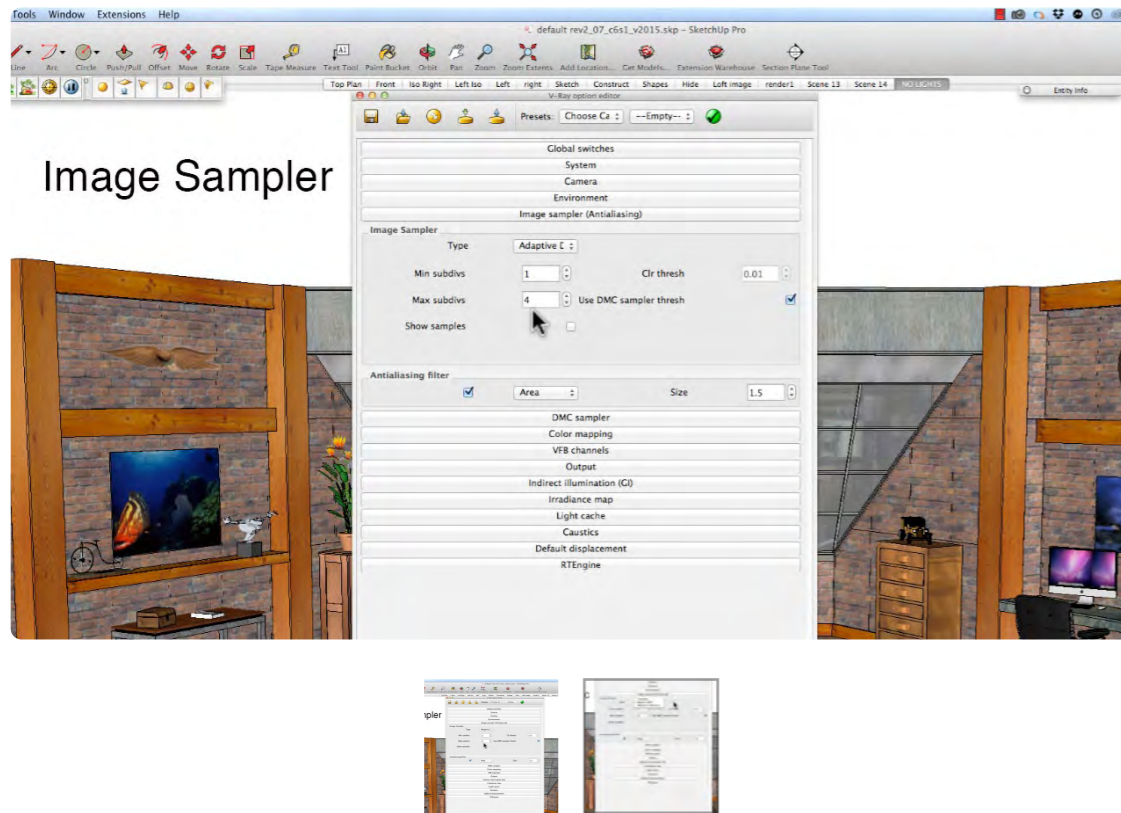 Tools Window Extensions Help
default rev2_07_c6s1_v2015.skp - SketchUp Pro
Line Arc Circle Push/Pull Offset Move Rotate Scale Tape Measure Text Tool Paint Bucket Orbit Pan Zoom Zoom Extents Add Location... Get Models... Extension Warehouse Section Plane Tool
Top Plan Front Iso Right Left Iso Left right Sketch Construct Shapes Hide Loft image render1 Scene 13 Scene 14 NO LIGHTS
Entity Info
V-Ray option editor
Presets: Choose Ca --Empty--
Image Sampler
Global switches
System
Camera
Environment
Image sampler (Antialiasing)
Image Sampler
Type Adaptive D
Min subdivs 1 Clr thresh 0.01
Max subdivs 4 Use DMC sampler thresh
Show samples
Antialiasing filter
Area Size 1.5
DMC sampler
Color mapping
VFB channels
Output
Indirect illumination (GI)
Irradiance map
Light cache
Caustics
Default displacement
RTEngine